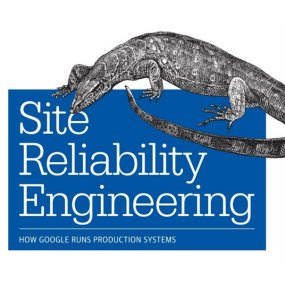 Site
Reliability
Engineering
HOW GOOGLE RUNS PRODUCTION SYSTEMS